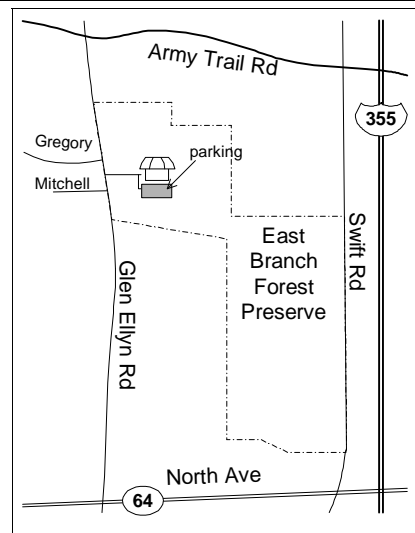 Army Trail Rd
355
Gregory
parking
Mitchell
East
Branch
Forest
Preserve
Swift Rd
Glen Ellyn Rd
North Ave
64